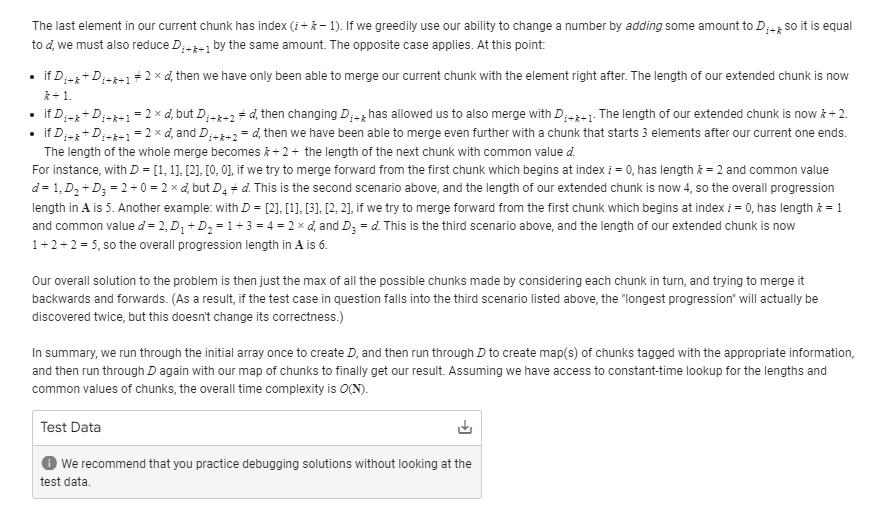 The last element in our current chunk has index (i + k − 1). If we greedily use our ability to change a number by adding some amount to D_{i+k} so it is equal
to d, we must also reduce D_{i+k+1} by the same amount. The opposite case applies. At this point:
• if D_{i+k} + D_{i+k+1} ≠ 2 × d, then we have only been able to merge our current chunk with the element right after. The length of our extended chunk is now
k + 1.
• if D_{i+k} + D_{i+k+1} = 2 × d, but D_{i+k+2} ≠ d, then changing D_{i+k} has allowed us to also merge with D_{i+k+1}. The length of our extended chunk is now k + 2.
• if D_{i+k} + D_{i+k+1} = 2 × d, and D_{i+k+2} = d, then we have been able to merge even further with a chunk that starts 3 elements after our current one ends.
The length of the whole merge becomes k + 2 + the length of the next chunk with common value d.
For instance, with D = [1, 1], [2], [0, 0], if we try to merge forward from the first chunk which begins at index i = 0, has length k = 2 and common value
d = 1, D₂ + D₃ = 2 + 0 = 2 × d, but D₄ ≠ d. This is the second scenario above, and the length of our extended chunk is now 4, so the overall progression
length in A is 5. Another example: with D = [2], [1], [3], [2, 2], if we try to merge forward from the first chunk which begins at index i = 0, has length k = 1
and common value d = 2, D₁ + D₂ = 1 + 3 = 4 = 2 × d, and D₃ = d. This is the third scenario above, and the length of our extended chunk is now
1 + 2 + 2 = 5, so the overall progression length in A is 6.
Our overall solution to the problem is then just the max of all the possible chunks made by considering each chunk in turn, and trying to merge it
backwards and forwards. (As a result, if the test case in question falls into the third scenario listed above, the "longest progression" will actually be
discovered twice, but this doesn't change its correctness.)
In summary, we run through the initial array once to create D, and then run through D to create map(s) of chunks tagged with the appropriate information,
and then run through D again with our map of chunks to finally get our result. Assuming we have access to constant-time lookup for the lengths and
common values of chunks, the overall time complexity is O(N).
Test Data
We recommend that you practice debugging solutions without looking at the
test data.